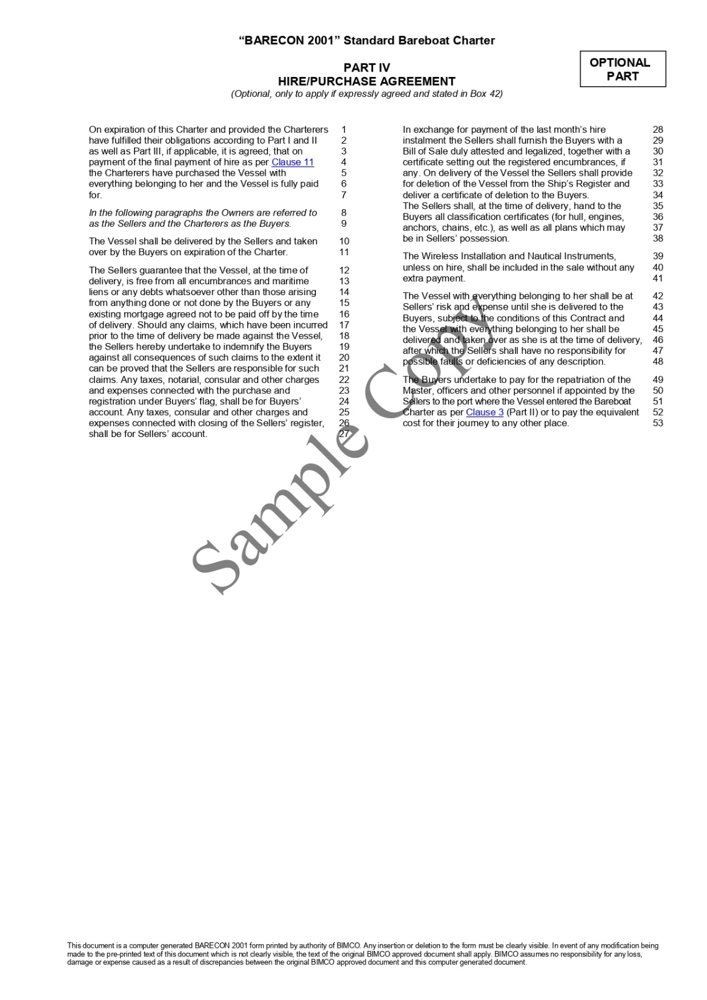 “BARECON 2001” Standard Bareboat Charter
OPTIONAL
PART
PART IV
HIRE/PURCHASE AGREEMENT
(Optional, only to apply if expressly agreed and stated in Box 42)
On expiration of this Charter and provided the Charterers 1
have fulfilled their obligations according to Part I and II 2
as well as Part III, if applicable, it is agreed, that on 3
payment of the final payment of hire as per Clause 11 4
the Charterers have purchased the Vessel with 5
everything belonging to her and the Vessel is fully paid 6
for. 7
In the following paragraphs the Owners are referred to 8
as the Sellers and the Charterers as the Buyers. 9
The Vessel shall be delivered by the Sellers and taken 10
over by the Buyers on expiration of the Charter. 11
The Sellers guarantee that the Vessel, at the time of 12
delivery, is free from all encumbrances and maritime 13
liens or any debts whatsoever other than those arising 14
from anything done or not done by the Buyers or any 15
existing mortgage agreed not to be paid off by the time 16
of delivery. Should any claims, which have been incurred 17
prior to the time of delivery be made against the Vessel, 18
the Sellers hereby undertake to indemnify the Buyers 19
against all consequences of such claims to the extent it 20
can be proved that the Sellers are responsible for such 21
claims. Any taxes, notarial, consular and other charges 22
and expenses connected with the purchase and 23
registration under Buyers’ flag, shall be for Buyers’ 24
account. Any taxes, consular and other charges and 25
expenses connected with closing of the Sellers’ register, 26
shall be for Sellers’ account. 27
In exchange for payment of the last month’s hire 28
instalment the Sellers shall furnish the Buyers with a 29
Bill of Sale duly attested and legalized, together with a 30
certificate setting out the registered encumbrances, if 31
any. On delivery of the Vessel the Sellers shall provide 32
for deletion of the Vessel from the Ship’s Register and 33
deliver a certificate of deletion to the Buyers. 34
The Sellers shall, at the time of delivery, hand to the 35
Buyers all classification certificates (for hull, engines, 36
anchors, chains, etc.), as well as all plans which may 37
be in Sellers’ possession. 38
The Wireless Installation and Nautical Instruments, 39
unless on hire, shall be included in the sale without any 40
extra payment. 41
The Vessel with everything belonging to her shall be at 42
Sellers’ risk and expense until she is delivered to the 43
Buyers, subject to the conditions of this Contract and 44
the Vessel with everything belonging to her shall be 45
delivered and taken over as she is at the time of delivery, 46
after which the Sellers shall have no responsibility for 47
possible faults or deficiencies of any description. 48
The Buyers undertake to pay for the repatriation of the 49
Master, officers and other personnel if appointed by the 50
Sellers to the port where the Vessel entered the Bareboat 51
Charter as per Clause 3 (Part II) or to pay the equivalent 52
cost for their journey to any other place. 53
Sample Copy
This document is a computer generated BARECON 2001 form printed by authority of BIMCO. Any insertion or deletion to the form must be clearly visible. In event of any modification being
made to the pre-printed text of this document which is not clearly visible, the text of the original BIMCO approved document shall apply. BIMCO assumes no responsibility for any loss,
damage or expense caused as a result of discrepancies between the original BIMCO approved document and this computer generated document.